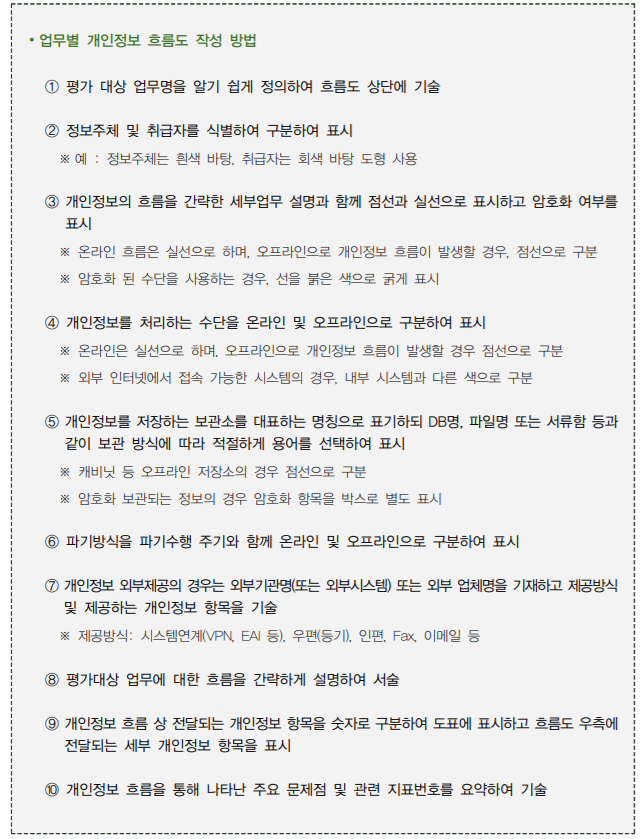 • 업무별 개인정보 흐름도 작성 방법
① 평가 대상 업무명을 알기 쉽게 정의하여 흐름도 상단에 기술
② 정보주체 및 취급자를 식별하여 구분하여 표시
※ 예 : 정보주체는 흰색 바탕, 취급자는 회색 바탕 도형 사용
③ 개인정보의 흐름을 간략한 세부업무 설명과 함께 점선과 실선으로 표시하고 암호화 여부를
표시
※ 온라인 흐름은 실선으로 하며, 오프라인으로 개인정보 흐름이 발생할 경우, 점선으로 구분
※ 암호화 된 수단을 사용하는 경우, 선을 붉은 색으로 굵게 표시
④ 개인정보를 처리하는 수단을 온라인 및 오프라인으로 구분하여 표시
※ 온라인은 실선으로 하며, 오프라인으로 개인정보 흐름이 발생할 경우 점선으로 구분
※ 외부 인터넷에서 접속 가능한 시스템의 경우, 내부 시스템과 다른 색으로 구분
⑤ 개인정보를 저장하는 보관소를 대표하는 명칭으로 표기하되 DB명, 파일명 또는 서류함 등과
같이 보관 방식에 따라 적절하게 용어를 선택하여 표시
※ 캐비닛 등 오프라인 저장소의 경우 점선으로 구분
※ 암호화 보관되는 정보의 경우 암호화 항목을 박스로 별도 표시
⑥ 파기방식을 파기수행 주기와 함께 온라인 및 오프라인으로 구분하여 표시
⑦ 개인정보 외부제공의 경우는 외부기관명(또는 외부시스템) 또는 외부 업체명을 기재하고 제공방식
및 제공하는 개인정보 항목을 기술
※ 제공방식: 시스템연계(VPN, EAI 등), 우편(등기), 인편, Fax, 이메일 등
⑧ 평가대상 업무에 대한 흐름을 간략하게 설명하여 서술
⑨ 개인정보 흐름 상 전달되는 개인정보 항목을 숫자로 구분하여 도표에 표시하고 흐름도 우측에
전달되는 세부 개인정보 항목을 표시
⑩ 개인정보 흐름을 통해 나타난 주요 문제점 및 관련 지표번호를 요약하여 기술